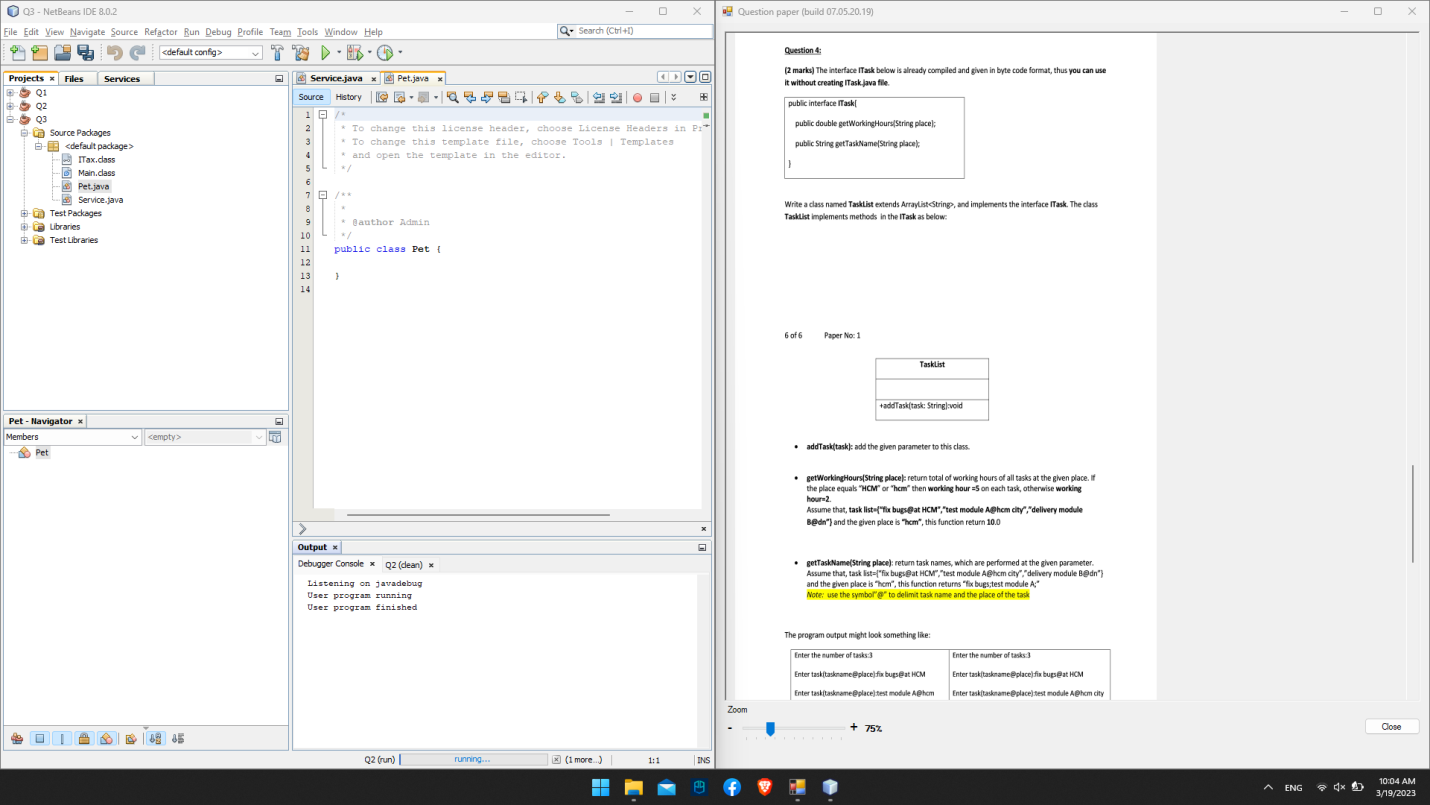 Q3 - NetBeans IDE 8.0.2
File Edit View Navigate Source Refactor Run Debug Profile Team Tools Window Help
Search (Ctrl+I)
<default config>
Projects Files Services
Q1
Q2
Q3
Source Packages
<default package>
ITax.class
Main.class
Pet.java
Service.java
Test Packages
Libraries
Test Libraries
Pet - Navigator
Members
<empty>
Pet
Service.java Pet.java
Source History
1 /*
2 * To change this license header, choose License Headers in Pr
3 * To change this template file, choose Tools | Templates
4 * and open the template in the editor.
5 */
6
7 /**
8 *
9 * @author Admin
10 */
11 public class Pet {
12
13 }
14
Output
Debugger Console Q2 (clean)
Listening on javadebug
User program running
User program finished
Q2 (run) running... (1 more...) 1:1 INS
Question paper (build 07.05.20.19)
Question 4:
(2 marks) The interface ITask below is already compiled and given in byte code format, thus you can use
it without creating ITask.java file.
public interface ITask{
public double getWorkingHours(String place);
public String getTaskName(String place);
}
Write a class named TaskList extends ArrayList<String>, and implements the interface ITask. The class
TaskList implements methods in the ITask as below:
6 of 6 Paper No: 1
TaskList
+addTask(task: String):void
• addTask(task): add the given parameter to this class.
• getWorkingHours(String place): return total of working hours of all tasks at the given place. If
the place equals “HCM” or “hcm” then working hour =5 on each task, otherwise working
hour=2.
Assume that, task list={“fix bugs@at HCM”,”test module A@hcm city”,”delivery module
B@dn”} and the given place is “hcm”, this function return 10.0
• getTaskName(String place): return task names, which are performed at the given parameter.
Assume that, task list={“fix bugs@at HCM”,”test module A@hcm city”,”delivery module B@dn”}
and the given place is “hcm”, this function returns “fix bugs;test module A;”
Note: use the symbol”@” to delimit task name and the place of the task
The program output might look something like:
Enter the number of tasks:3
Enter task(taskname@place):fix bugs@at HCM
Enter task(taskname@place):test module A@hcm
Enter the number of tasks:3
Enter task(taskname@place):fix bugs@at HCM
Enter task(taskname@place):test module A@hcm city
Zoom
- + 75%
Close
ENG
10:04 AM
3/19/2023